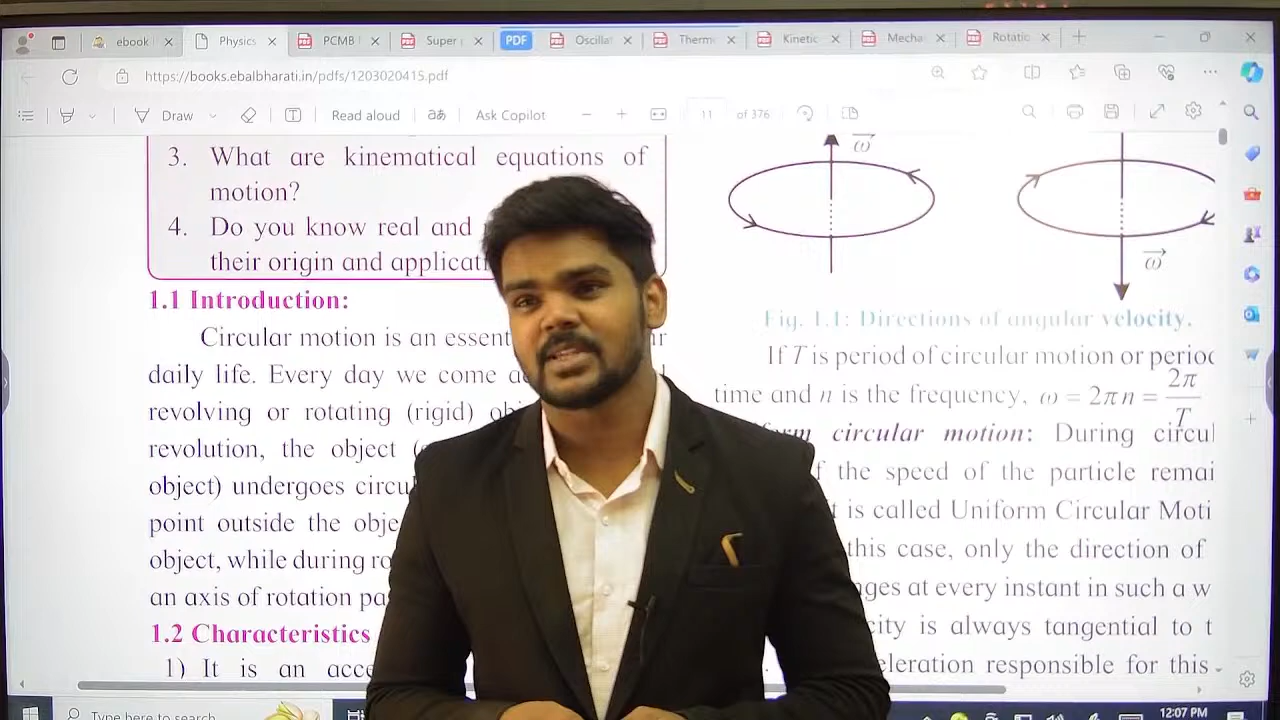 ebook
Physics
PCMB
Super
PDF
Oscilla
Therm
Kinetic
Mecha
Rotatic
https://books.ebalbharati.in/pdfs/1203020415.pdf
Draw
Read aloud
Ask Copilot
11 of 376
3. What are kinematical equations of
motion?
4. Do you know real and
their origin and applicati
1.1 Introduction:
Circular motion is an essent
daily life. Every day we come ac
revolving or rotating (rigid) obj
revolution, the object (
object) undergoes circu
point outside the obje
object, while during ro
an axis of rotation pa
1.2 Characteristics
1) It is an acce
ω
ω
Fig. 1.1: Directions of angular velocity.
If T is period of circular motion or perioc
time and n is the frequency, ω = 2πn = 2π/T
rm circular motion: During circul
f the speed of the particle remai
t is called Uniform Circular Moti
this case, only the direction of
nges at every instant in such a w
city is always tangential to t
eleration responsible for this
Type here to search
12:07 PM